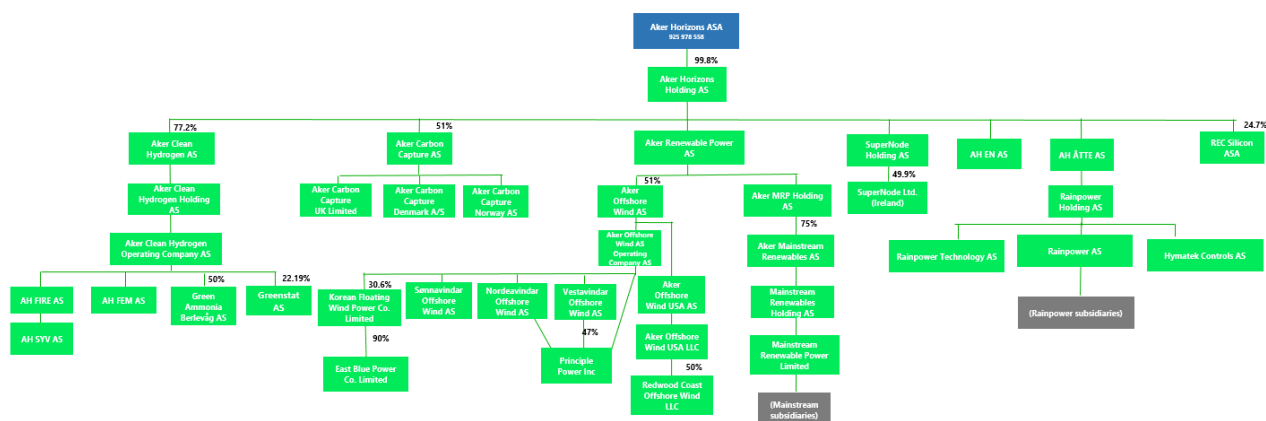 Aker Horizons ASA
925 978 558
99.8%
Aker Horizons
Holding AS
77.2%
51%
24.7%
Aker Clean
Hydrogen AS
Aker Carbon
Capture AS
Aker Renewable Power
AS
SuperNode
Holding AS
AH EN AS
AH ÅTTE AS
REC Silicon
ASA
Aker Clean
Hydrogen Holding
AS
Aker Carbon
Capture
UK Limited
Aker Carbon
Capture
Denmark A/S
Aker Carbon
Capture
Norway AS
51%
Aker
Offshore
Wind AS
Aker MRP Holding
AS
49.9%
SuperNode Ltd.
(Ireland)
Rainpower
Holding AS
Aker Clean Hydrogen
Operating Company AS
Aker Offshore
Wind AS
Operating
Company AS
75%
Aker Mainstream
Renewables AS
Rainpower Technology AS
Rainpower AS
Hymatek Controls AS
AH FIRE AS
AH FEM AS
50%
Green
Ammonia
Berlevåg AS
22.19%
Greenstat
AS
30.6%
Korean Floating
Wind Power Co.
Limited
Sønnavindar
Offshore
Wind AS
Nordeavindar
Offshore
Wind AS
Vestavindar
Offshore
Wind AS
Aker
Offshore
Wind USA AS
Mainstream
Renewables
Holding AS
(Rainpower subsidiaries)
AH SYV AS
90%
47%
East Blue Power
Co. Limited
Principle
Power Inc
Aker Offshore
Wind USA LLC
Mainstream
Renewable Power
Limited
50%
Redwood Coast
Offshore Wind
LLC
(Mainstream
subsidiaries)